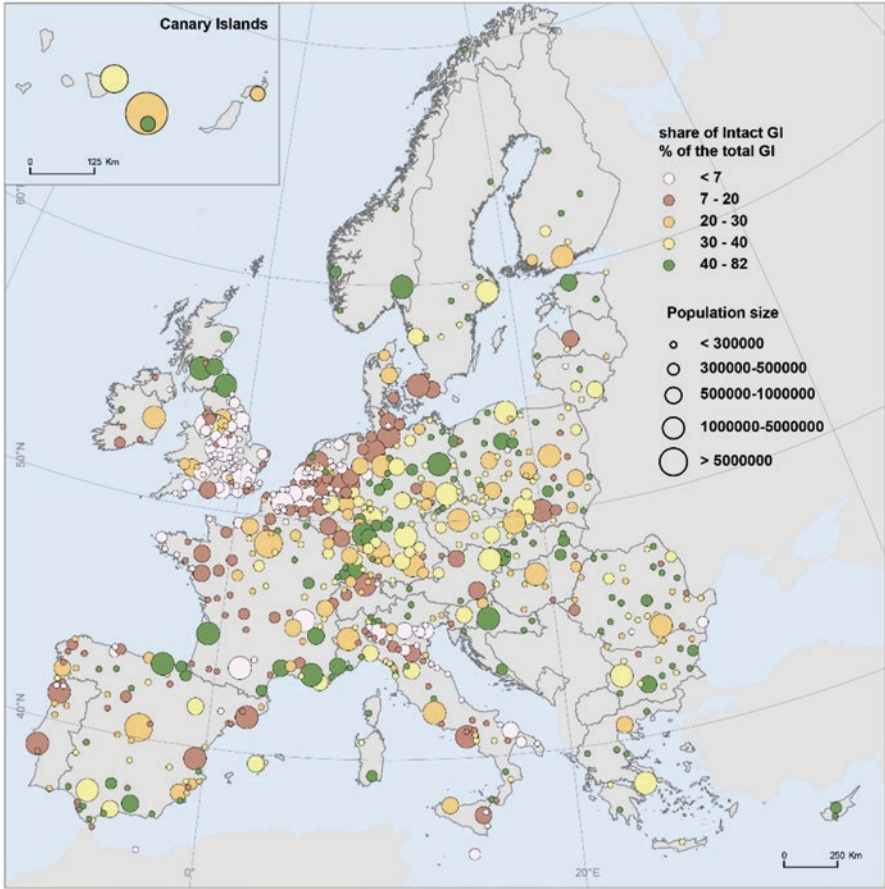 Canary Islands
0 125 Km
share of Intact GI
% of the total GI
< 7
7 - 20
20 - 30
30 - 40
40 - 82
Population size
< 300000
300000-500000
500000-1000000
1000000-5000000
> 5000000
60°N
50°N
40°N
0°
20°E
0 250 Km